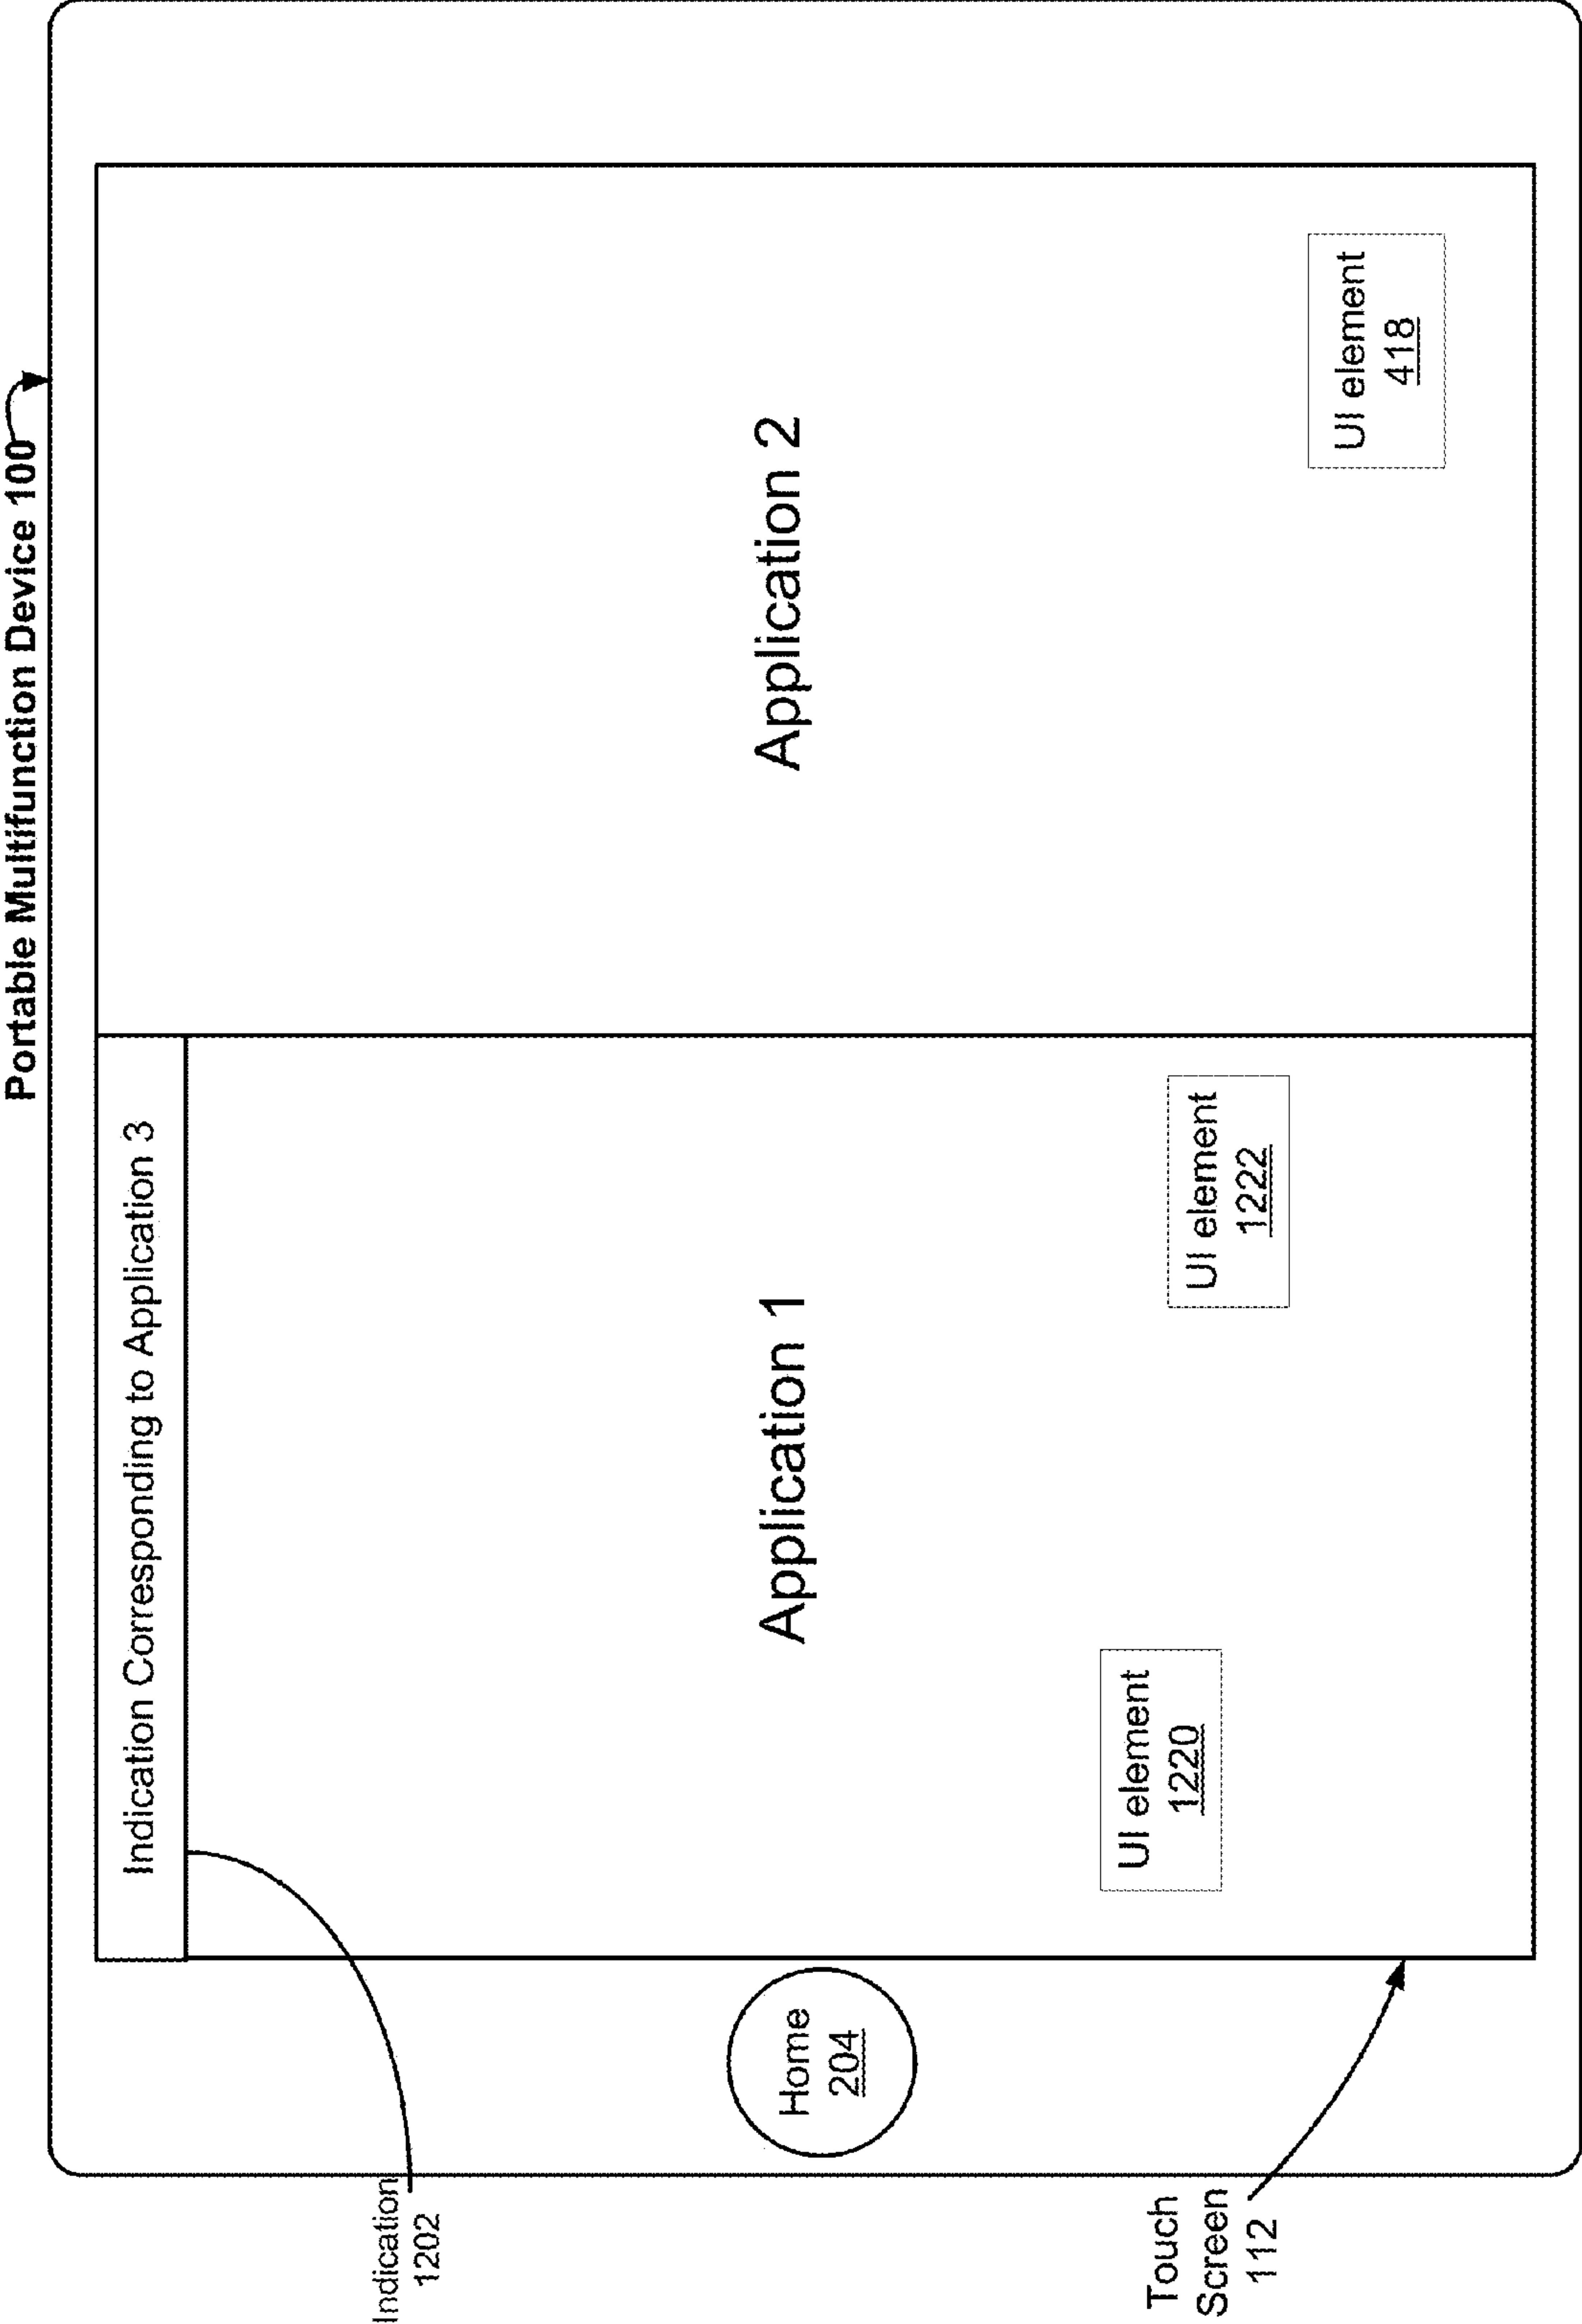 Portable Multifunction Device 100
Indication Corresponding to Application 3
Indication
1202
Application 1
Application 2
Home
204
UI element
1220
UI element
1222
UI element
418
Touch
Screen
112